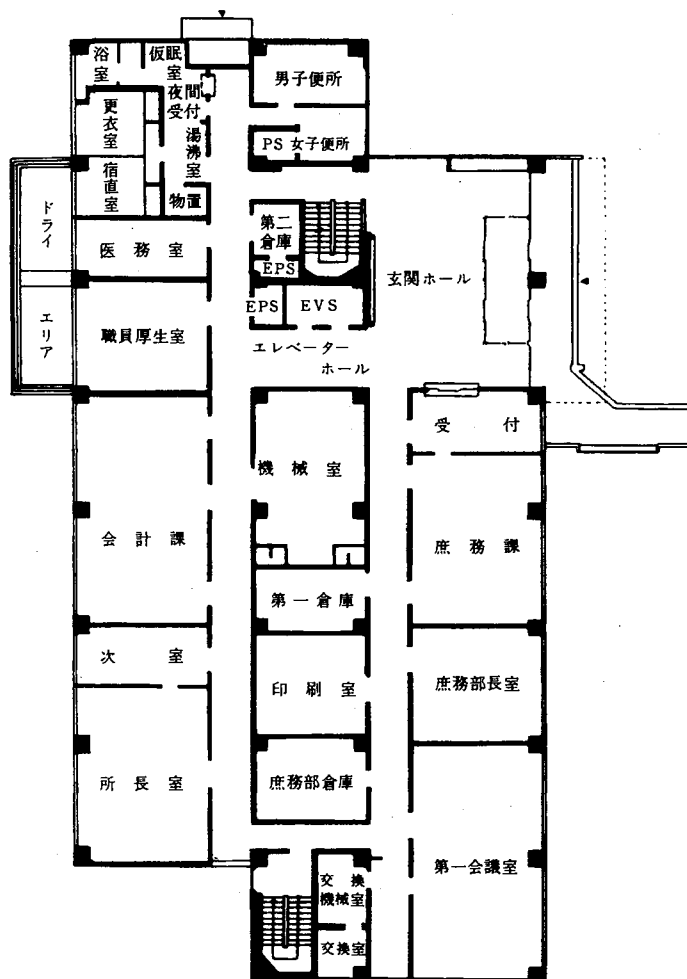 浴室
仮眠室
夜間受付
男子便所
更衣室
湯沸室
PS 女子便所
宿直室
物置
ドライエリア
医務室
第二倉庫
EPS
玄関ホール
職員厚生室
EPS
EVS
エレベーターホール
受付
機械室
会計課
庶務課
第一倉庫
次室
印刷室
庶務部長室
所長室
庶務部倉庫
第一会議室
交換機械室
交換室